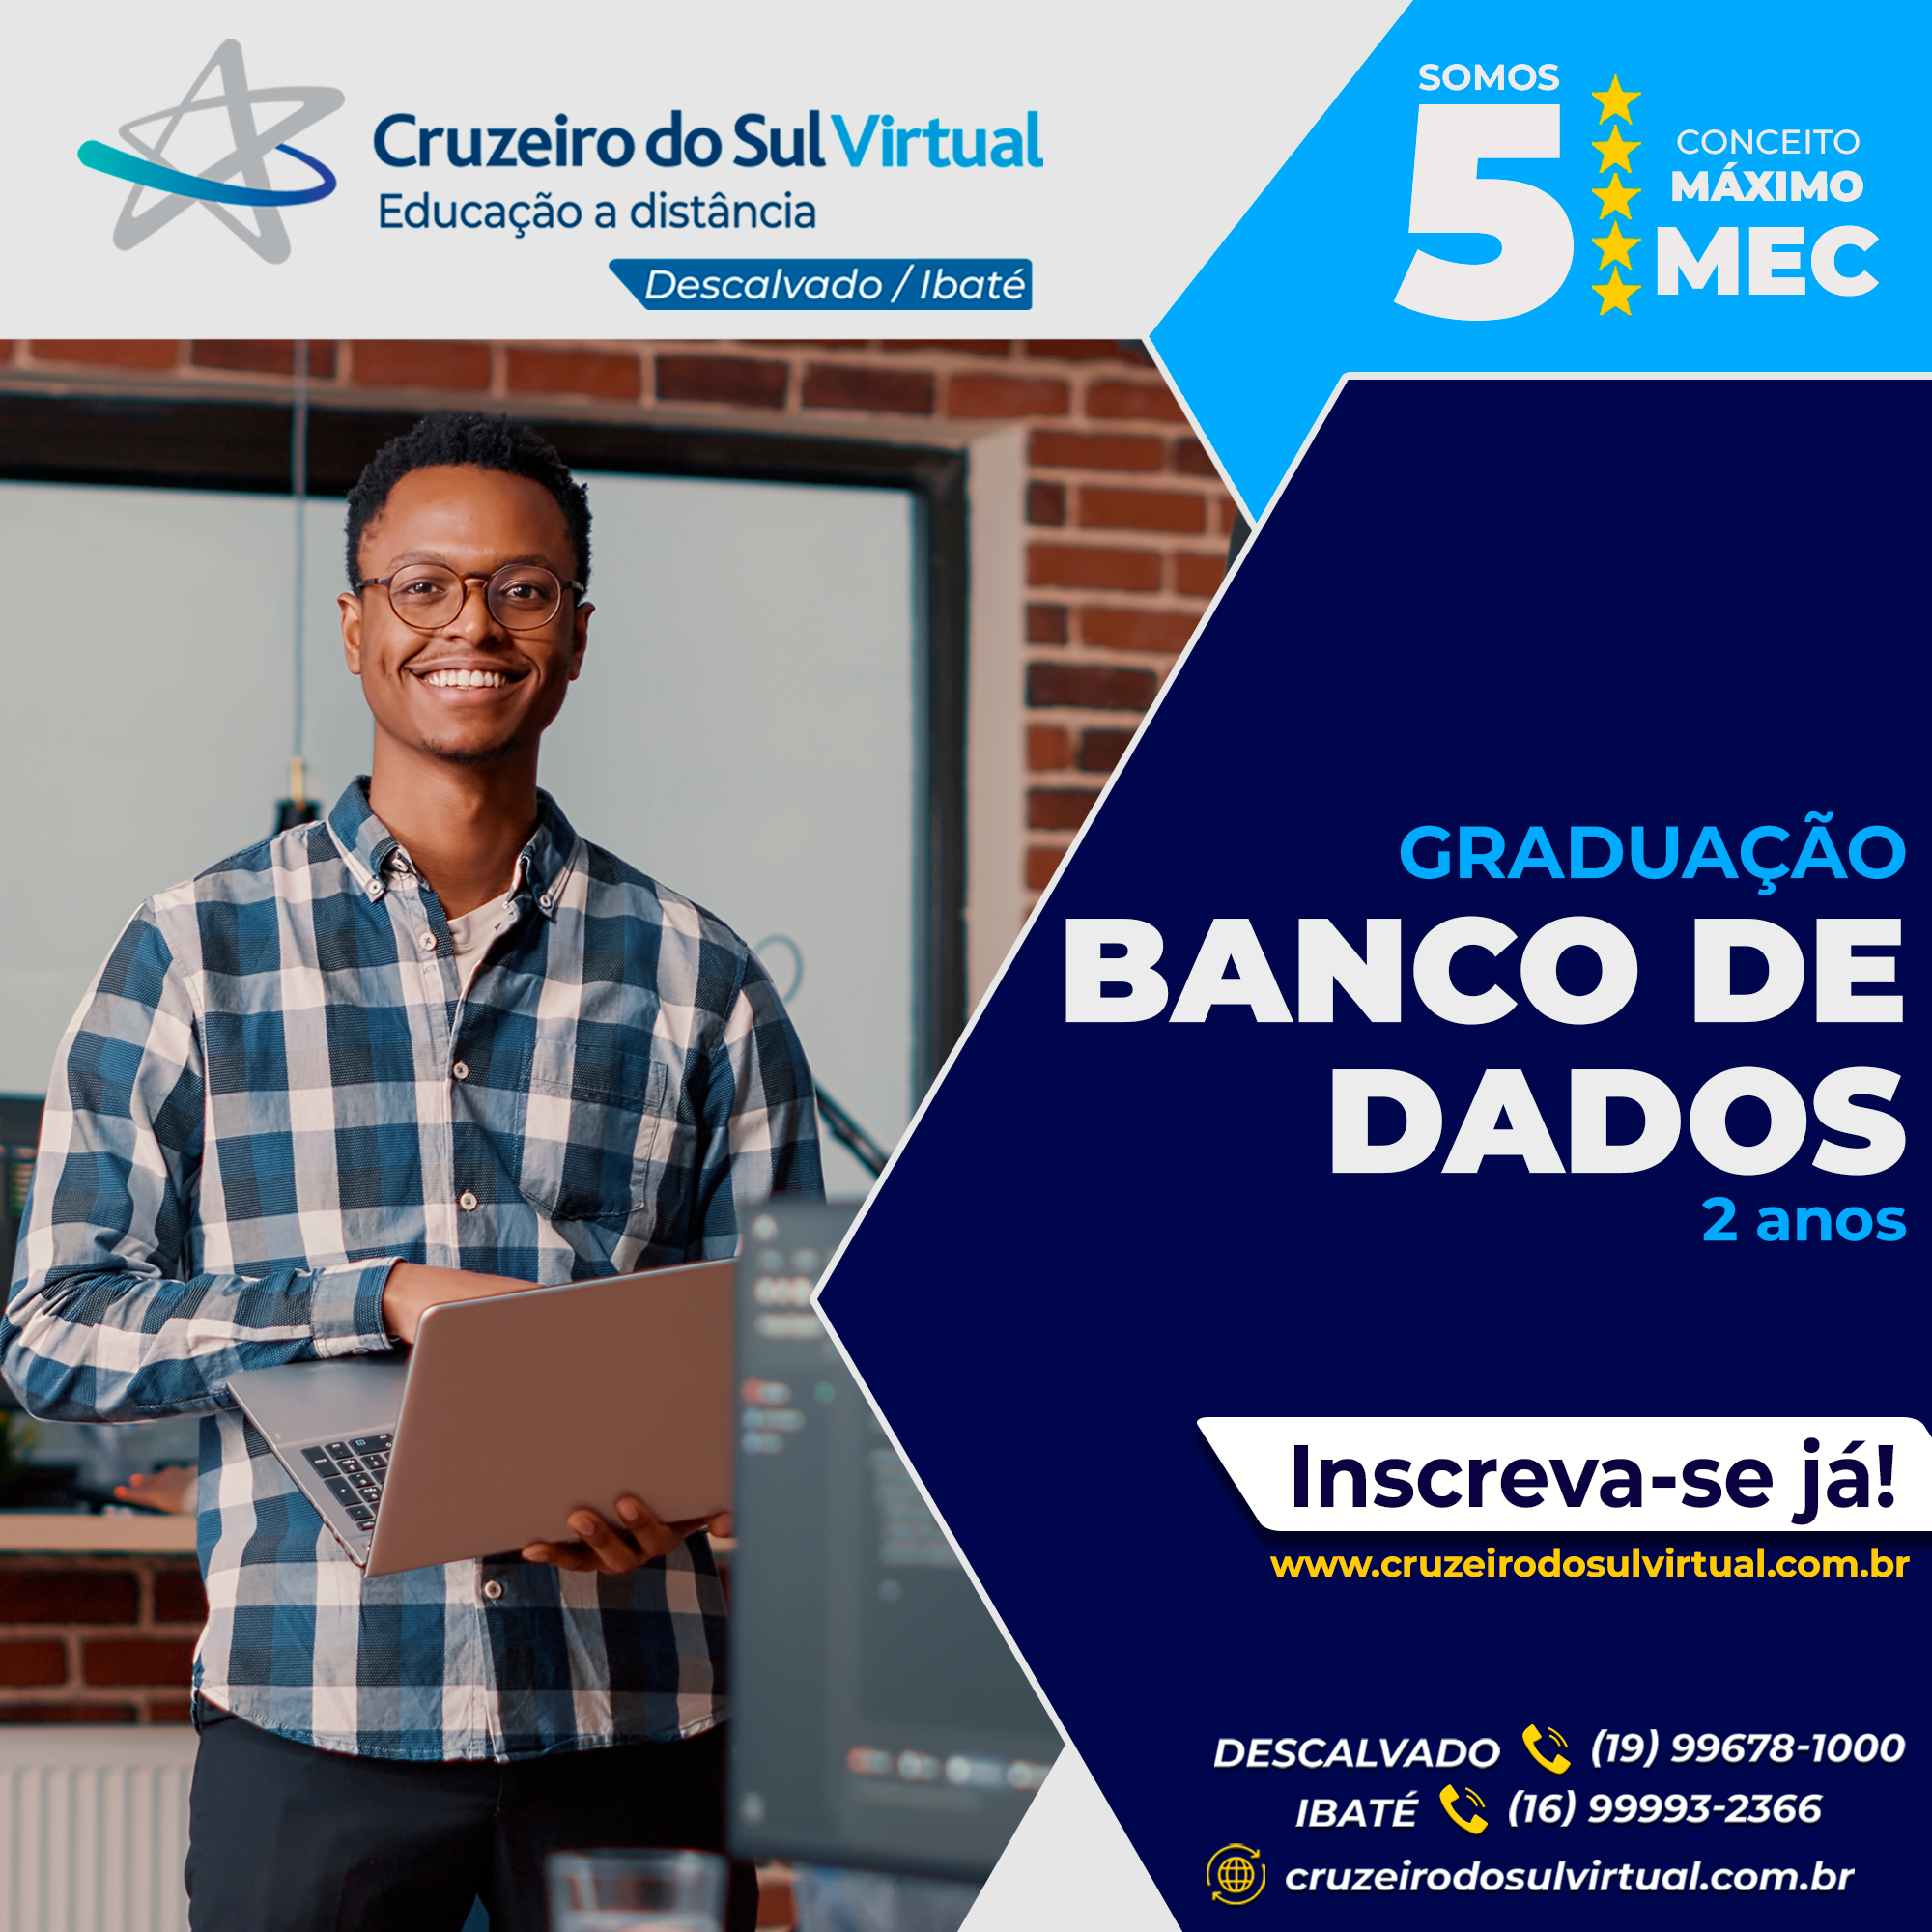 Cruzeiro do Sul Virtual
Educação a distância
Descalvado / Ibaté
SOMOS
5
CONCEITO
MÁXIMO
MEC
GRADUAÇÃO
BANCO DE
DADOS
2 anos
Inscreva-se já!
www.cruzeirodosulvirtual.com.br
DESCALVADO (19) 99678-1000
IBATÉ (16) 99993-2366
cruzeirodosulvirtual.com.br